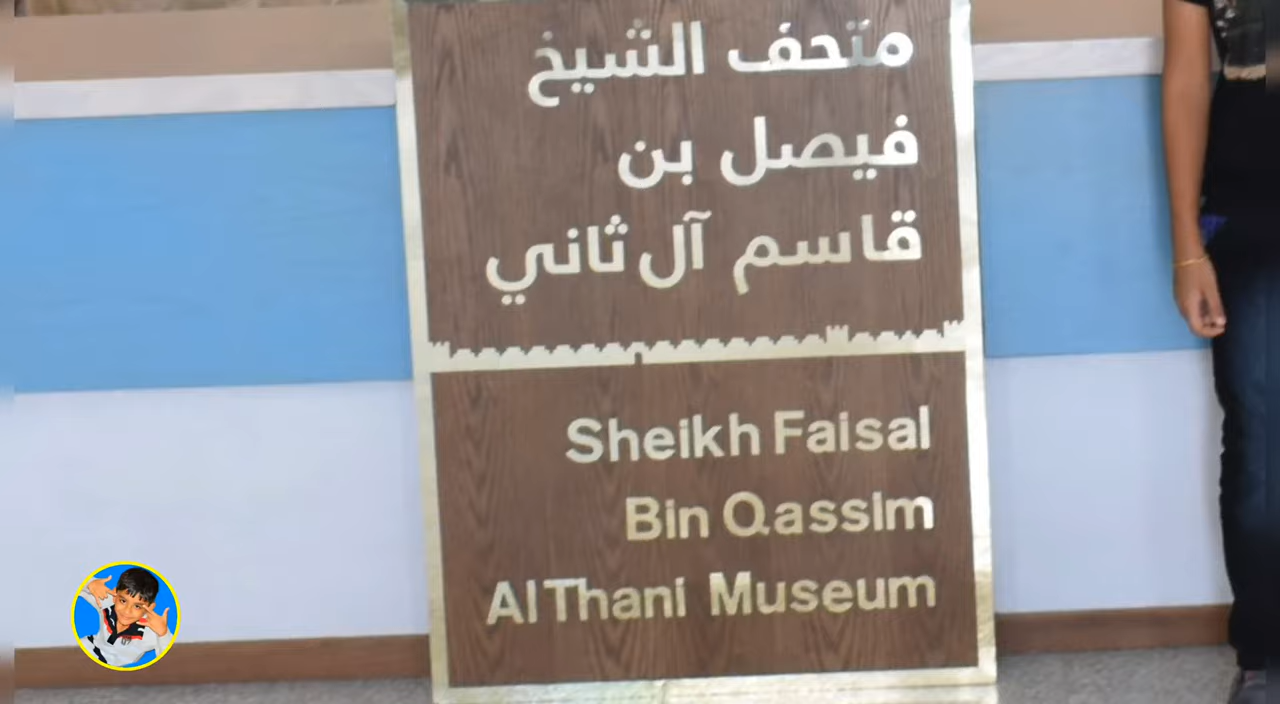 متحف الشيخ
فيصل بن
قاسم آل ثاني
Sheikh Faisal
Bin Qassim
Al Thani Museum